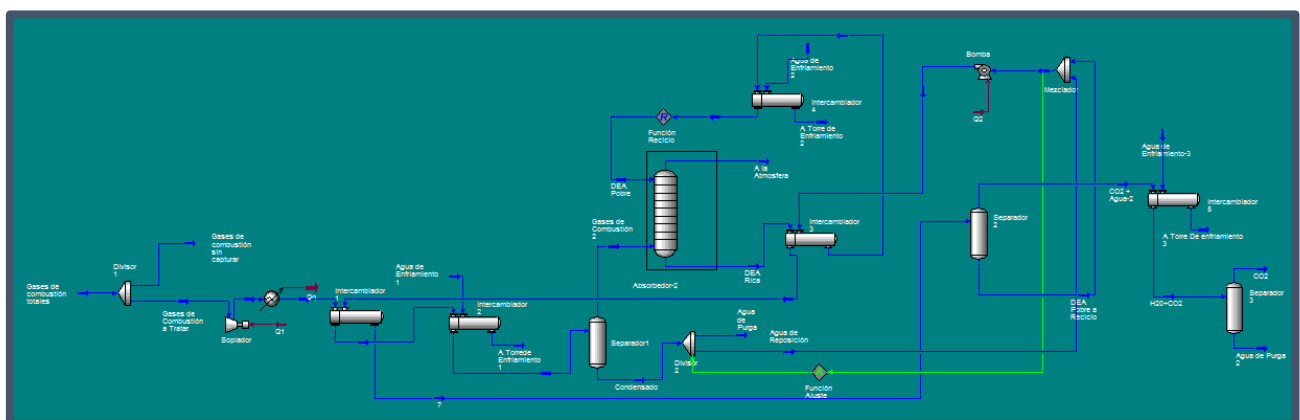 Gases de
combustión
totales
Divisor
1
Gases de
combustión
sin
capturar
Gases de
Combustión
a Tratar
Soplador
Q1
Intercambiador
1
Agua de
Enfriamiento
1
Intercambiador
2
A Torre de
Enfriamiento
1
7
Separador1
Condensado
Gases de
Combustión
2
Divisor
2
Agua
de
Purga
Agua de
Reposición
Función
Ajuste
Absorbedor-2
DEA
Pobre
DEA
Rica
A la
Atmosfera
Función
Reciclo
Agua de
Enfriamiento
2
Intercambiador
4
A Torre de
Enfriamiento
2
Intercambiador
3
Bomba
Q2
Mezclador
Separador
2
DEA
Pobre a
Reciclo
CO2 +
Agua-2
Agua de
Enfriamiento-3
Intercambiador
5
A Torre De enfriamiento
3
H2O+CO2
CO2
Separador
3
Agua de Purga
2